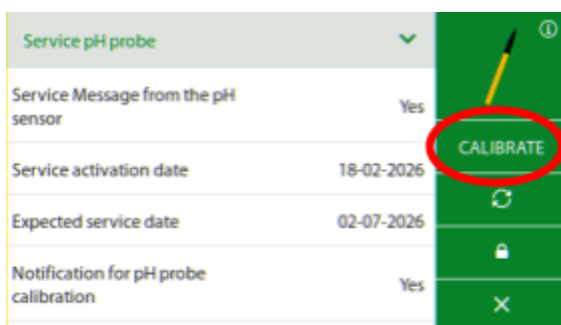 Service pH probe
Service Message from the pH
sensor
Yes
CALIBRATE
Service activation date
18-02-2026
Expected service date
02-07-2026
Notification for pH probe
calibration
Yes